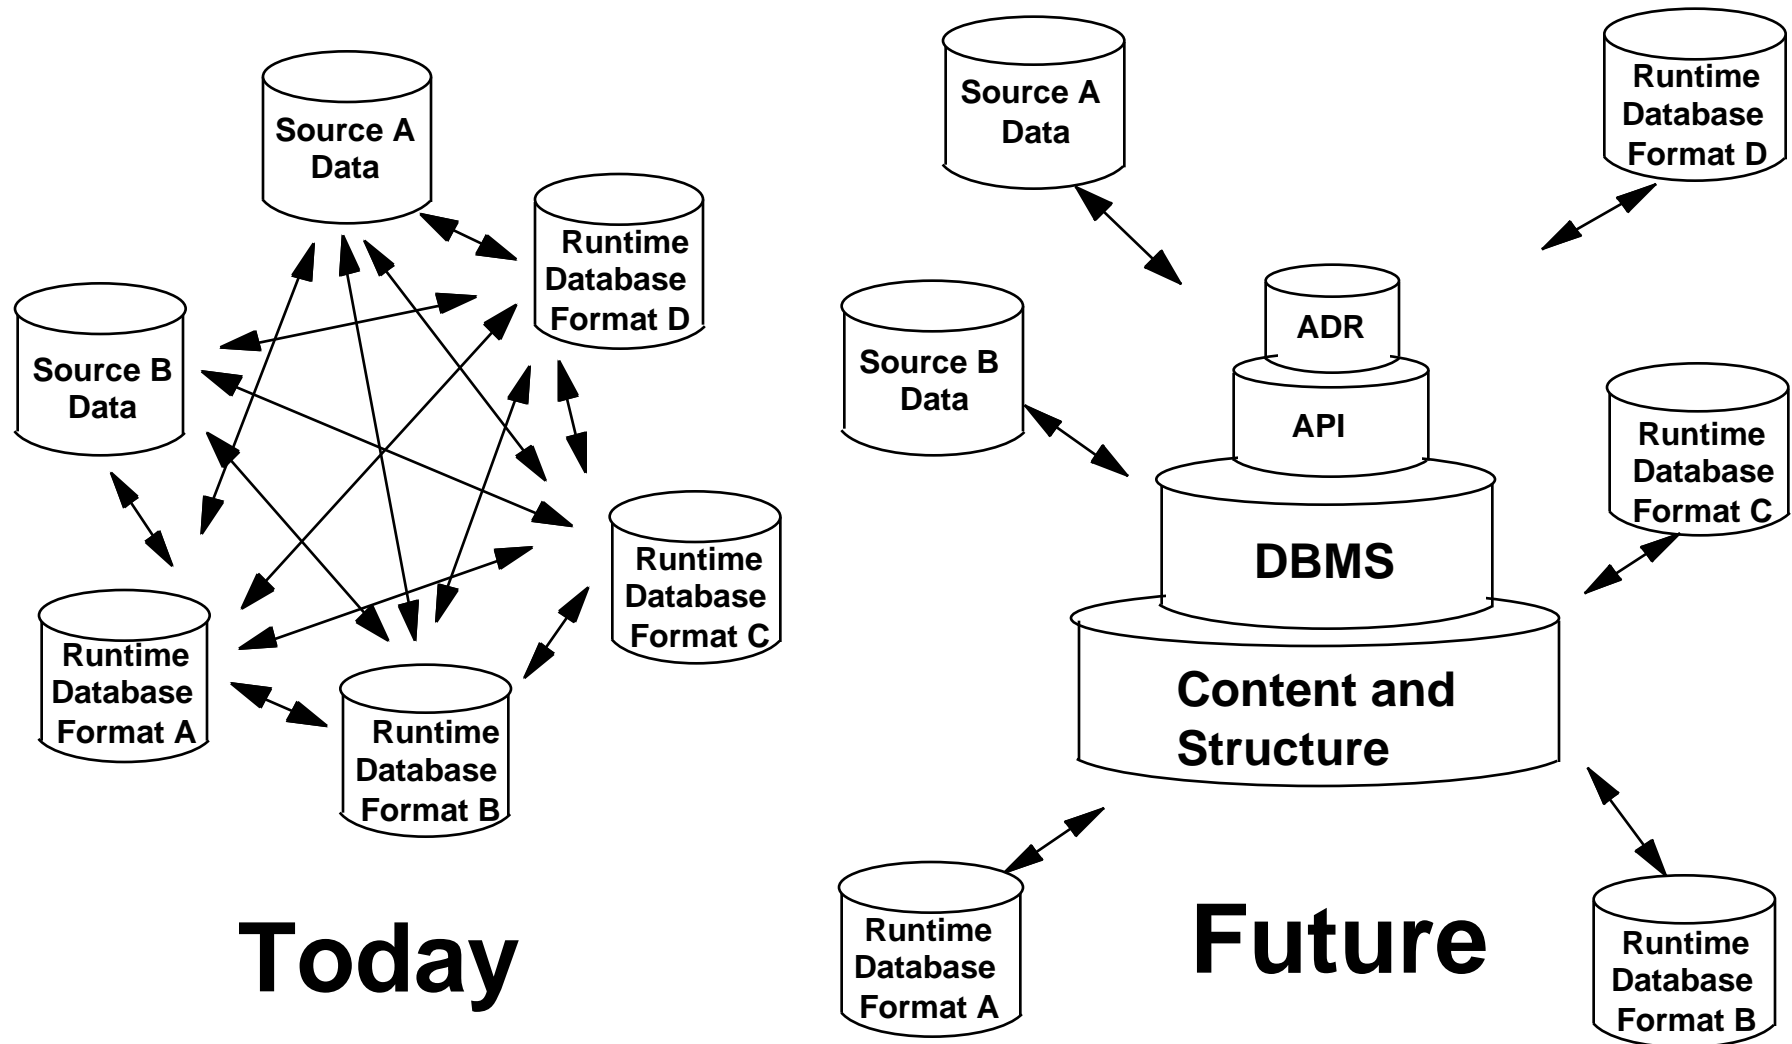 Source A
Data
Runtime
Database
Format D
Source B
Data
Runtime
Database
Format C
Runtime
Database
Format A
Runtime
Database
Format B
Today
Source A
Data
Runtime
Database
Format D
ADR
Source B
Data
API
Runtime
Database
Format C
DBMS
Content and
Structure
Runtime
Database
Format A
Runtime
Database
Format B
Future